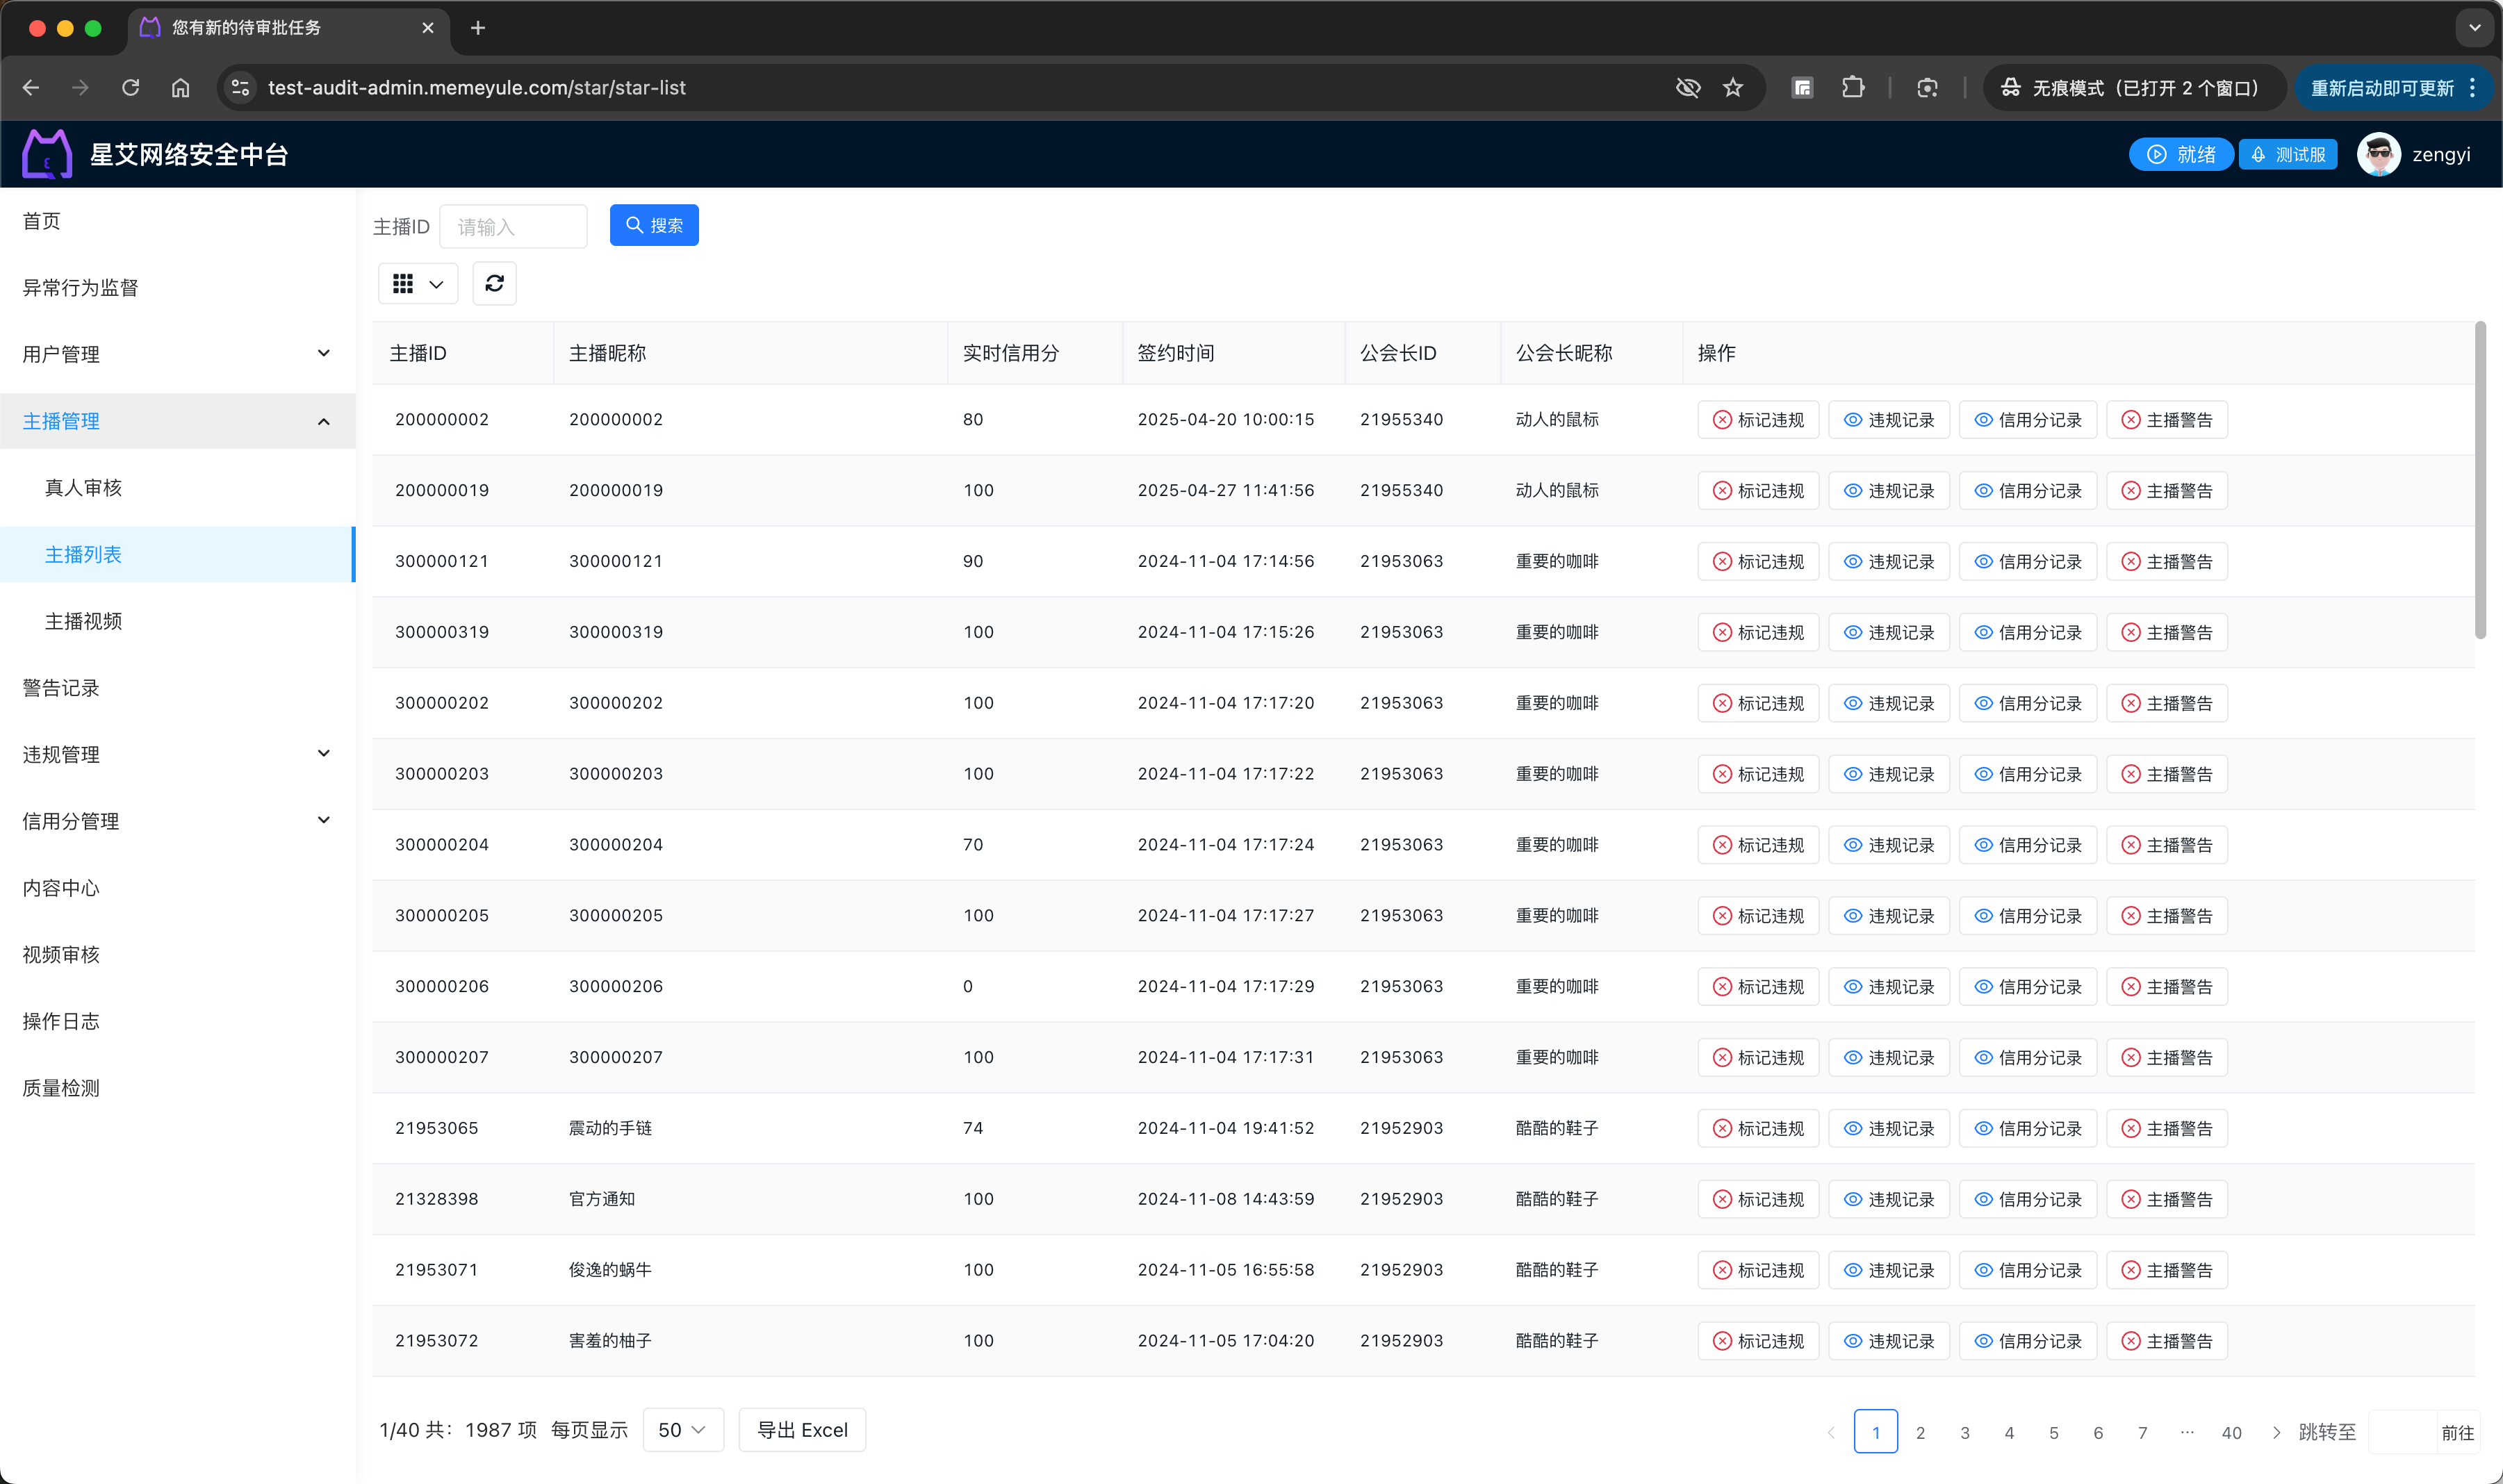 您有新的待审批任务
test-audit-admin.memeyule.com/star/star-list
无痕模式（已打开 2 个窗口）
重新启动即可更新
星艾网络安全中台
就绪
测试服
zengyi
首页
异常行为监督
用户管理
主播管理
真人审核
主播列表
主播视频
警告记录
违规管理
信用分管理
内容中心
视频审核
操作日志
质量检测
主播ID 请输入 搜索
主播ID 主播昵称 实时信用分 签约时间 公会长ID 公会长昵称 操作
200000002 200000002 80 2025-04-20 10:00:15 21955340 动人的鼠标 标记违规 违规记录 信用分记录 主播警告
200000019 200000019 100 2025-04-27 11:41:56 21955340 动人的鼠标 标记违规 违规记录 信用分记录 主播警告
300000121 300000121 90 2024-11-04 17:14:56 21953063 重要的咖啡 标记违规 违规记录 信用分记录 主播警告
300000319 300000319 100 2024-11-04 17:15:26 21953063 重要的咖啡 标记违规 违规记录 信用分记录 主播警告
300000202 300000202 100 2024-11-04 17:17:20 21953063 重要的咖啡 标记违规 违规记录 信用分记录 主播警告
300000203 300000203 100 2024-11-04 17:17:22 21953063 重要的咖啡 标记违规 违规记录 信用分记录 主播警告
300000204 300000204 70 2024-11-04 17:17:24 21953063 重要的咖啡 标记违规 违规记录 信用分记录 主播警告
300000205 300000205 100 2024-11-04 17:17:27 21953063 重要的咖啡 标记违规 违规记录 信用分记录 主播警告
300000206 300000206 0 2024-11-04 17:17:29 21953063 重要的咖啡 标记违规 违规记录 信用分记录 主播警告
300000207 300000207 100 2024-11-04 17:17:31 21953063 重要的咖啡 标记违规 违规记录 信用分记录 主播警告
21953065 震动的手链 74 2024-11-04 19:41:52 21952903 酷酷的鞋子 标记违规 违规记录 信用分记录 主播警告
21328398 官方通知 100 2024-11-08 14:43:59 21952903 酷酷的鞋子 标记违规 违规记录 信用分记录 主播警告
21953071 俊逸的蜗牛 100 2024-11-05 16:55:58 21952903 酷酷的鞋子 标记违规 违规记录 信用分记录 主播警告
21953072 害羞的柚子 100 2024-11-05 17:04:20 21952903 酷酷的鞋子 标记违规 违规记录 信用分记录 主播警告
1/40 共： 1987 项 每页显示 50 导出 Excel 1 2 3 4 5 6 7 ··· 40 跳转至 前往